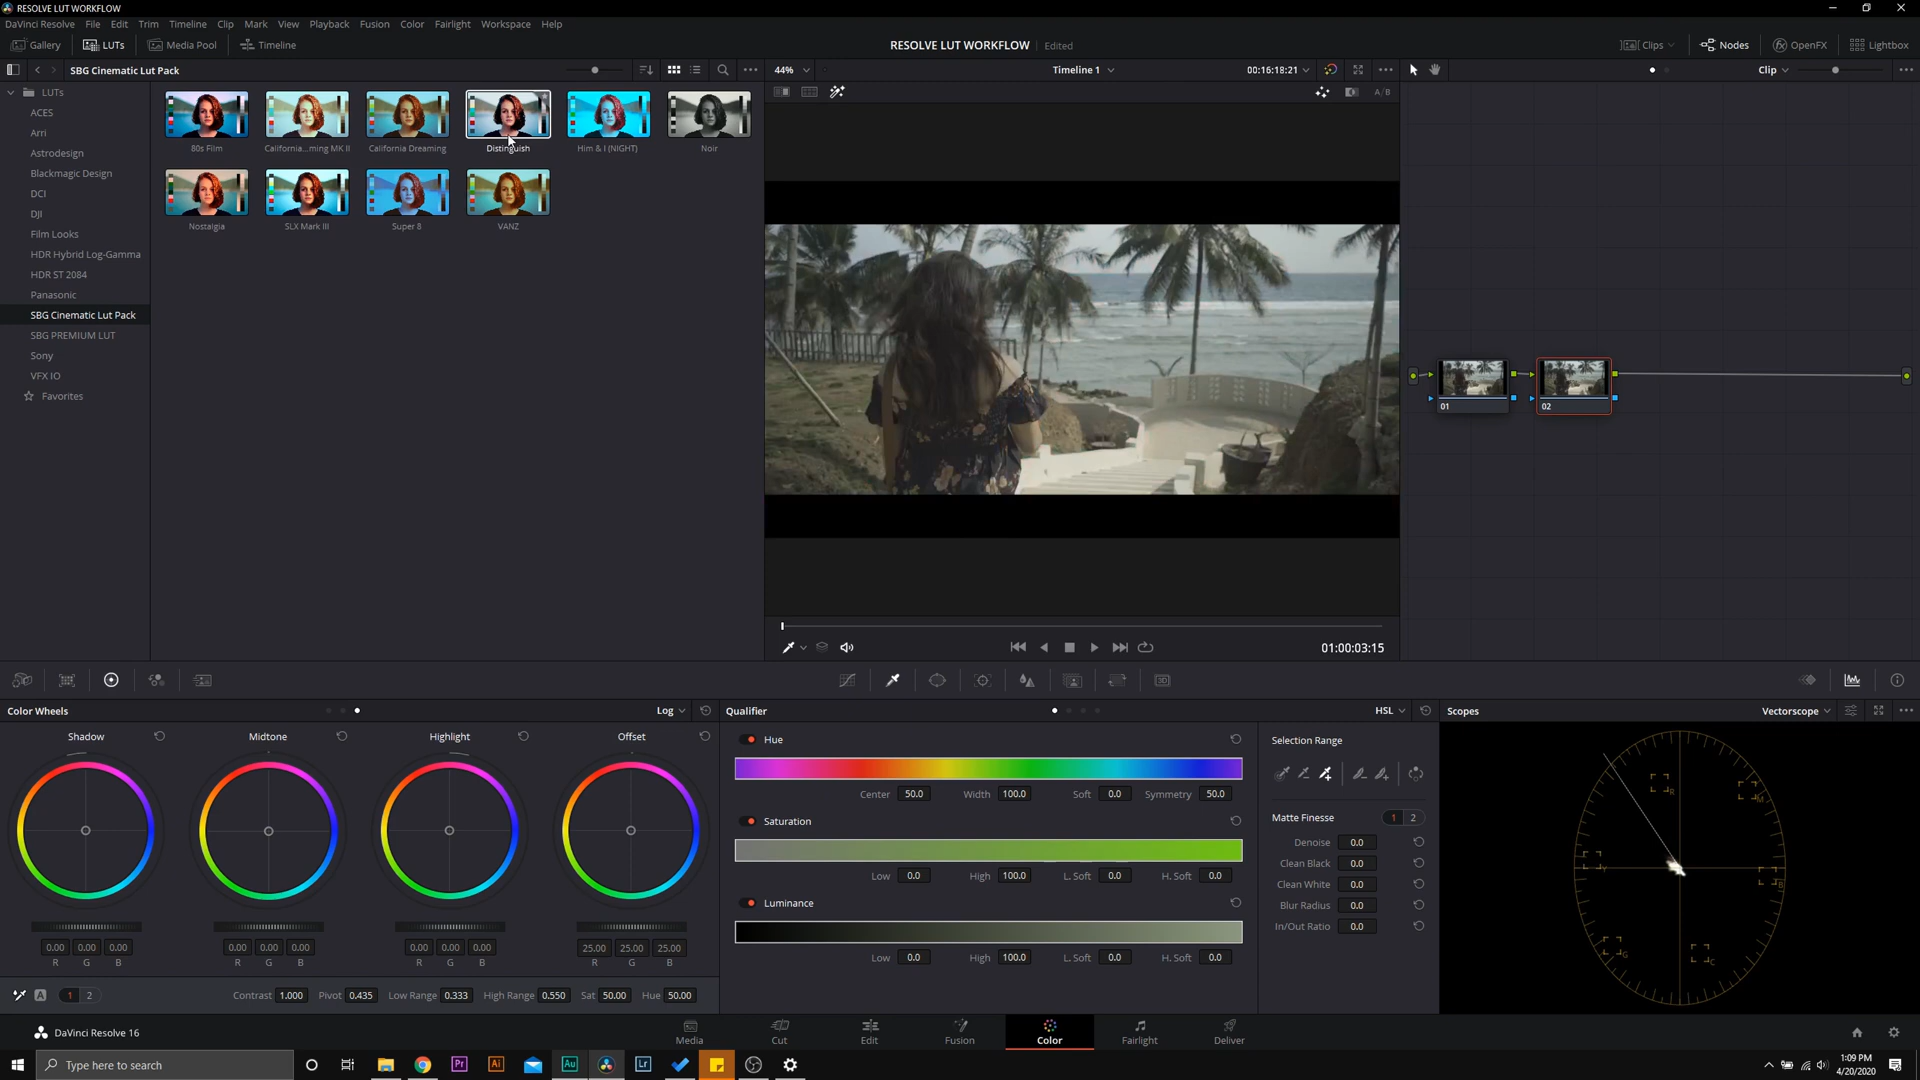 RESOLVE LUT WORKFLOW
DaVinci Resolve File Edit Trim Timeline Clip Mark View Playback Fusion Color Fairlight Workspace Help
Gallery LUTs Media Pool Timeline RESOLVE LUT WORKFLOW Edited Clips Nodes OpenFX Lightbox
SBG Cinematic Lut Pack 44% Timeline 1 00:16:18:21 Clip
LUTs
ACES
Arri
Astrodesign
Blackmagic Design
DCI
DJI
Film Looks
HDR Hybrid Log-Gamma
HDR ST 2084
Panasonic
SBG Cinematic Lut Pack
SBG PREMIUM LUT
Sony
VFX IO
Favorites
A/B
80s Film California...ming MK II California Dreaming Distinguish Him & I (NIGHT) Noir
Nostalgia SLX Mark III Super 8 VANZ
01 02
01:00:03:15
Color Wheels Log
Shadow Midtone Highlight Offset
0.00 0.00 0.00 0.00 0.00 0.00 0.00 0.00 0.00 25.00 25.00 25.00
R G B R G B R G B R G B
A 1 2 Contrast 1.000 Pivot 0.435 Low Range 0.333 High Range 0.550 Sat 50.00 Hue 50.00
Qualifier HSL
Hue
Center 50.0 Width 100.0 Soft 0.0 Symmetry 50.0
Saturation
Low 0.0 High 100.0 L. Soft 0.0 H. Soft 0.0
Luminance
Low 0.0 High 100.0 L. Soft 0.0 H. Soft 0.0
Selection Range
Matte Finesse 1 2
Denoise 0.0
Clean Black 0.0
Clean White 0.0
Blur Radius 0.0
In/Out Ratio 0.0
Scopes Vectorscope
R
M
Y
B
G
C
DaVinci Resolve 16
Media Cut Edit Fusion Color Fairlight Deliver
Type here to search
Pr Ai Au Lr
1:09 PM
4/20/2020